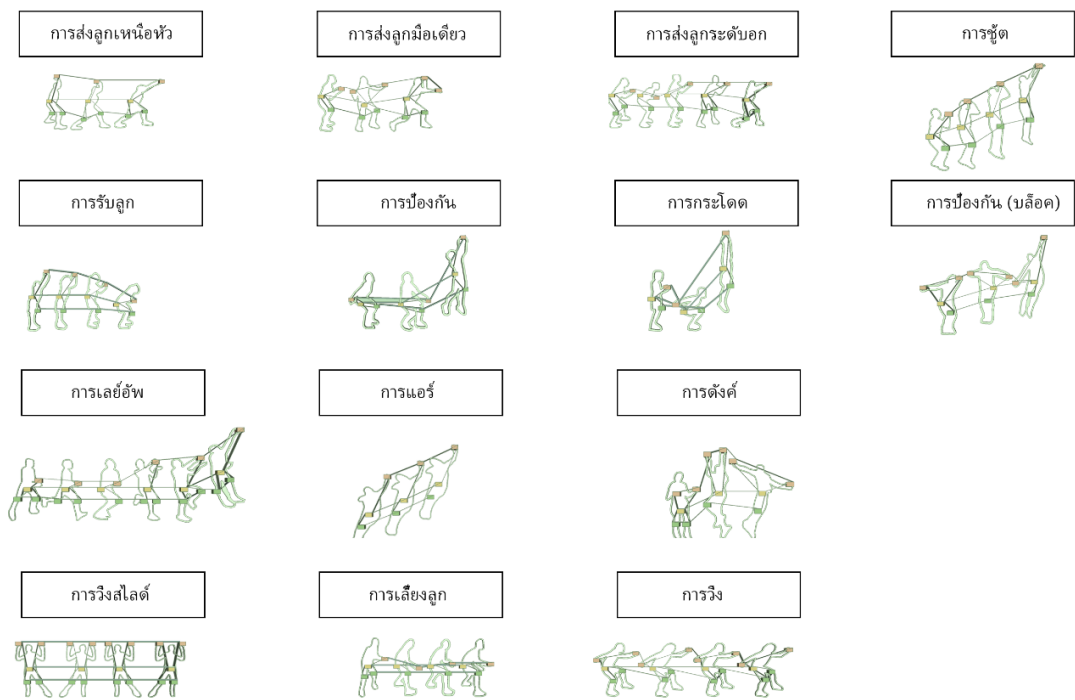 การส่งลูกเหนือหัว
การส่งลูกมือเดียว
การส่งลูกระดับอก
การชู้ต
การรับลูก
การป้องกัน
การกระโดด
การป้องกัน (บล็อค)
การเลย์อัพ
การแอร์
การดังค์
การวิ่งสไลด์
การเลี้ยงลูก
การวิ่ง